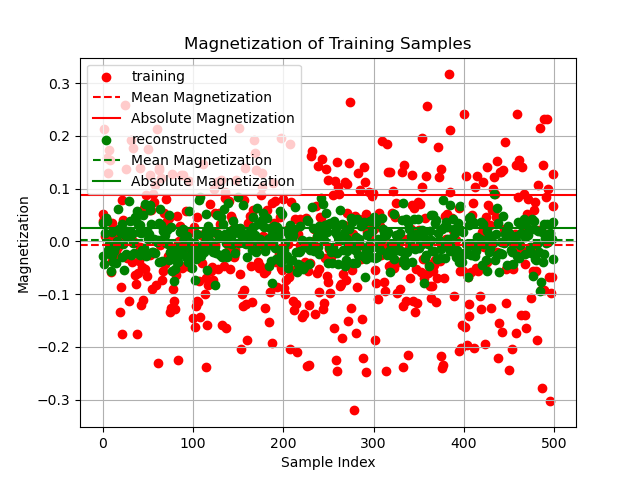 Magnetization of Training Samples
training
Mean Magnetization
Absolute Magnetization
reconstructed
Mean Magnetization
Absolute Magnetization
Magnetization
0.3
0.2
0.1
0.0
−0.1
−0.2
−0.3
0 100 200 300 400 500
Sample Index